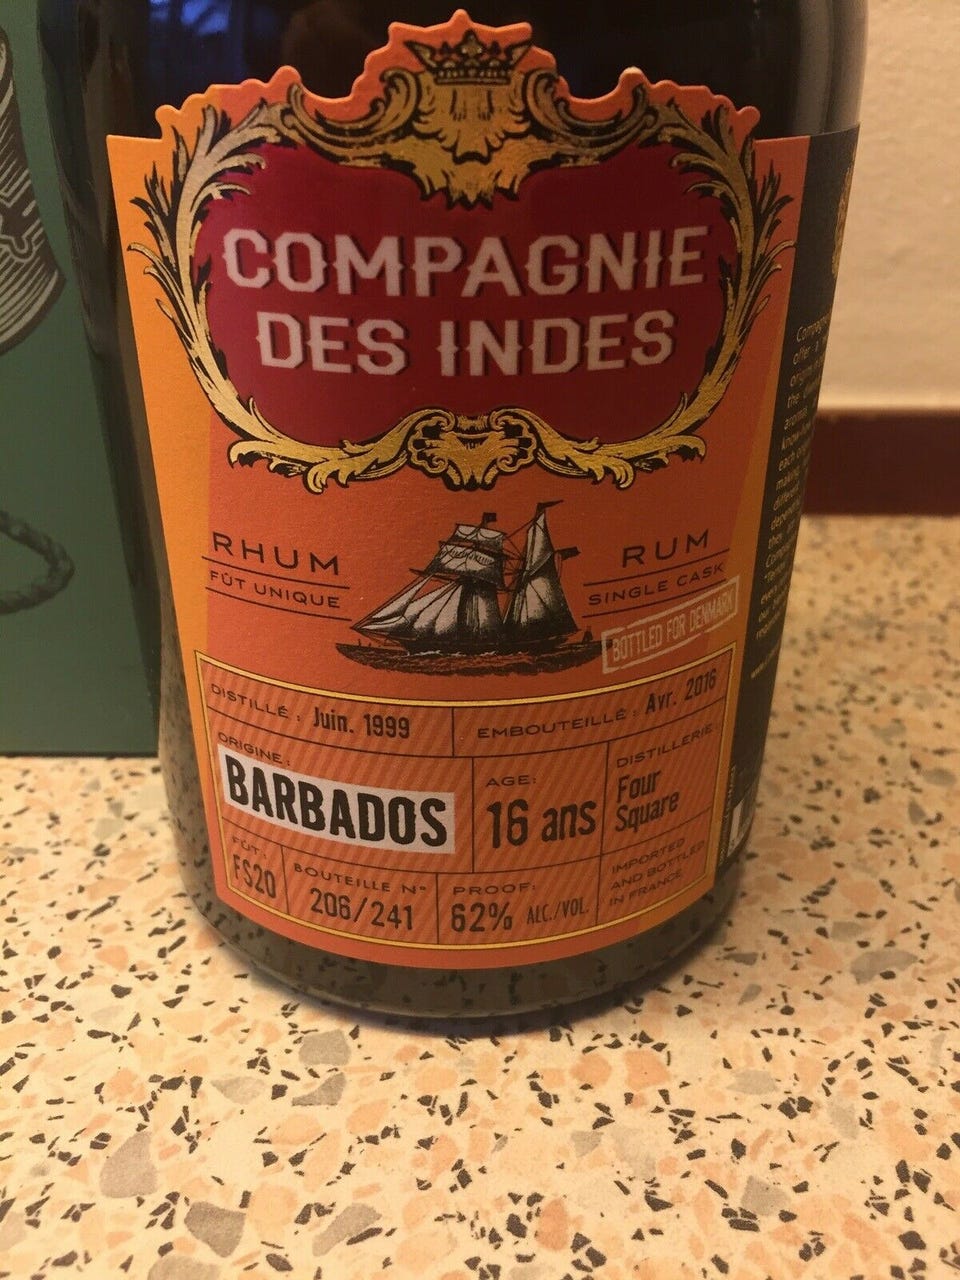 COMPAGNIE
DES INDES
RHUM
FÛT UNIQUE
RUM
SINGLE CASK
BOTTLED FOR DENMARK
DISTILLÉ : Juin. 1999
EMBOUTEILLÉ : Avr. 2016
ORIGINE:
BARBADOS
AGE:
16 ans
DISTILLERIE:
Four
Square
FÛT:
FS20
BOUTEILLE N°
206/241
PROOF:
62% ALC./VOL.
IMPORTED
AND BOTTLED
IN FRANCE